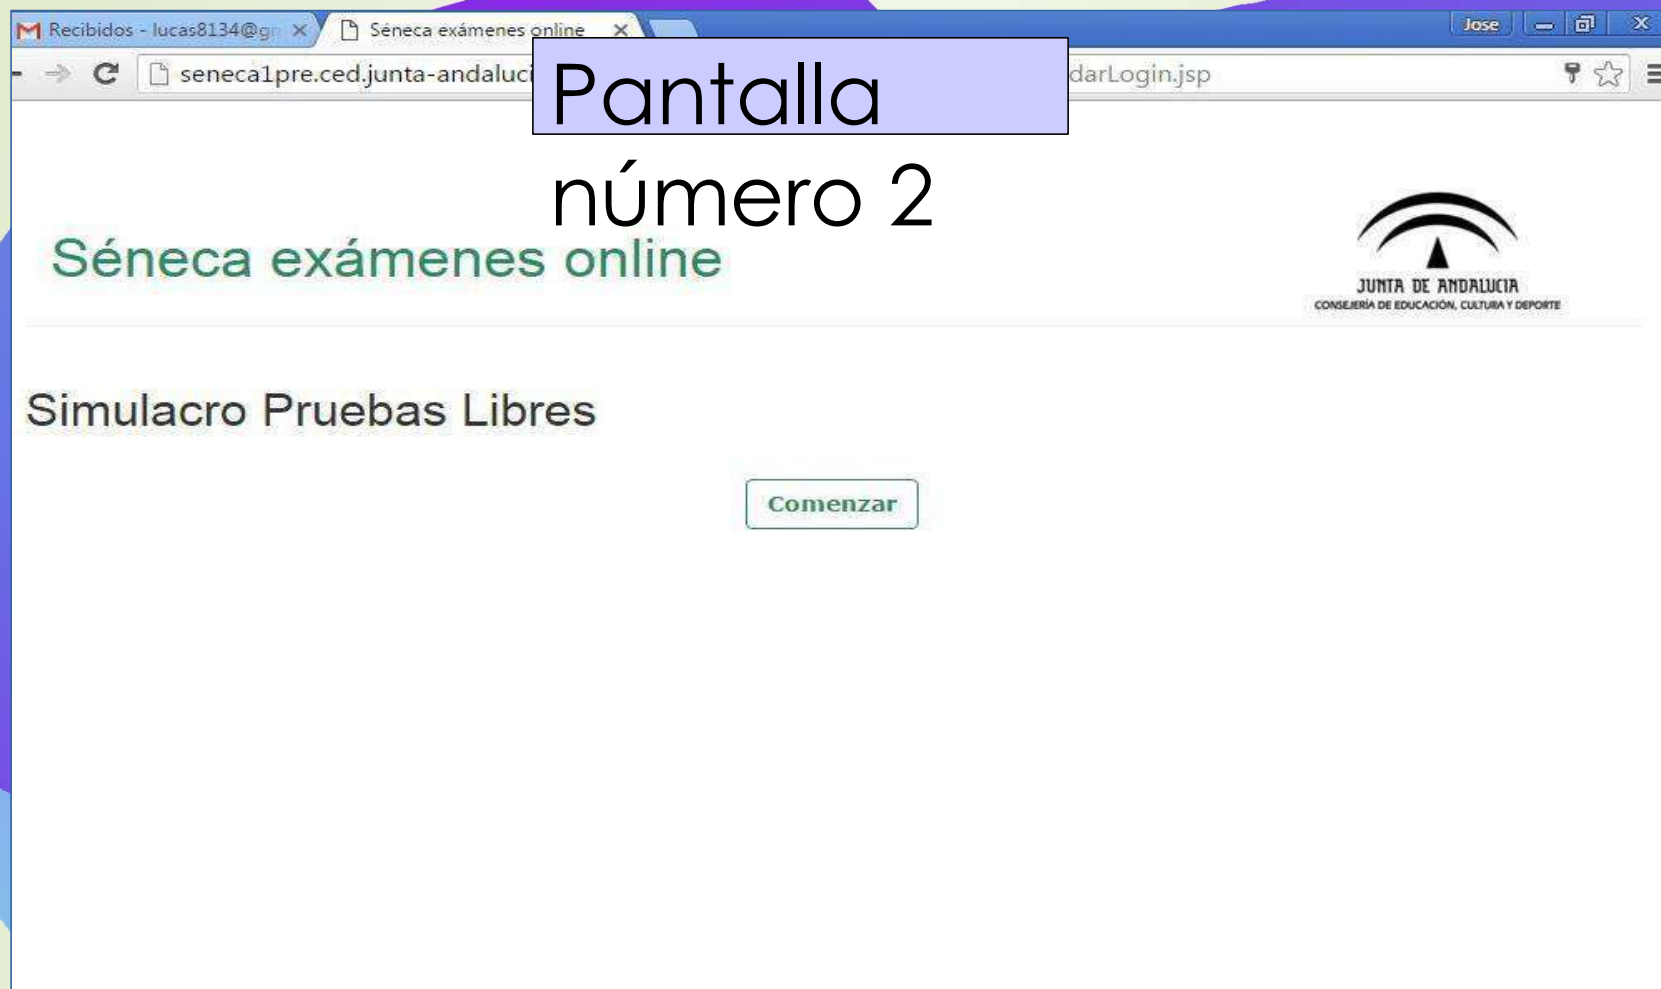 Recibidos - lucas8134@g
Séneca exámenes online
Jose
seneca1pre.ced.junta-andaluci
darLogin.jsp
Pantalla
número 2
Séneca exámenes online
JUNTA DE ANDALUCIA
CONSEJERÍA DE EDUCACIÓN, CULTURA Y DEPORTE
Simulacro Pruebas Libres
Comenzar